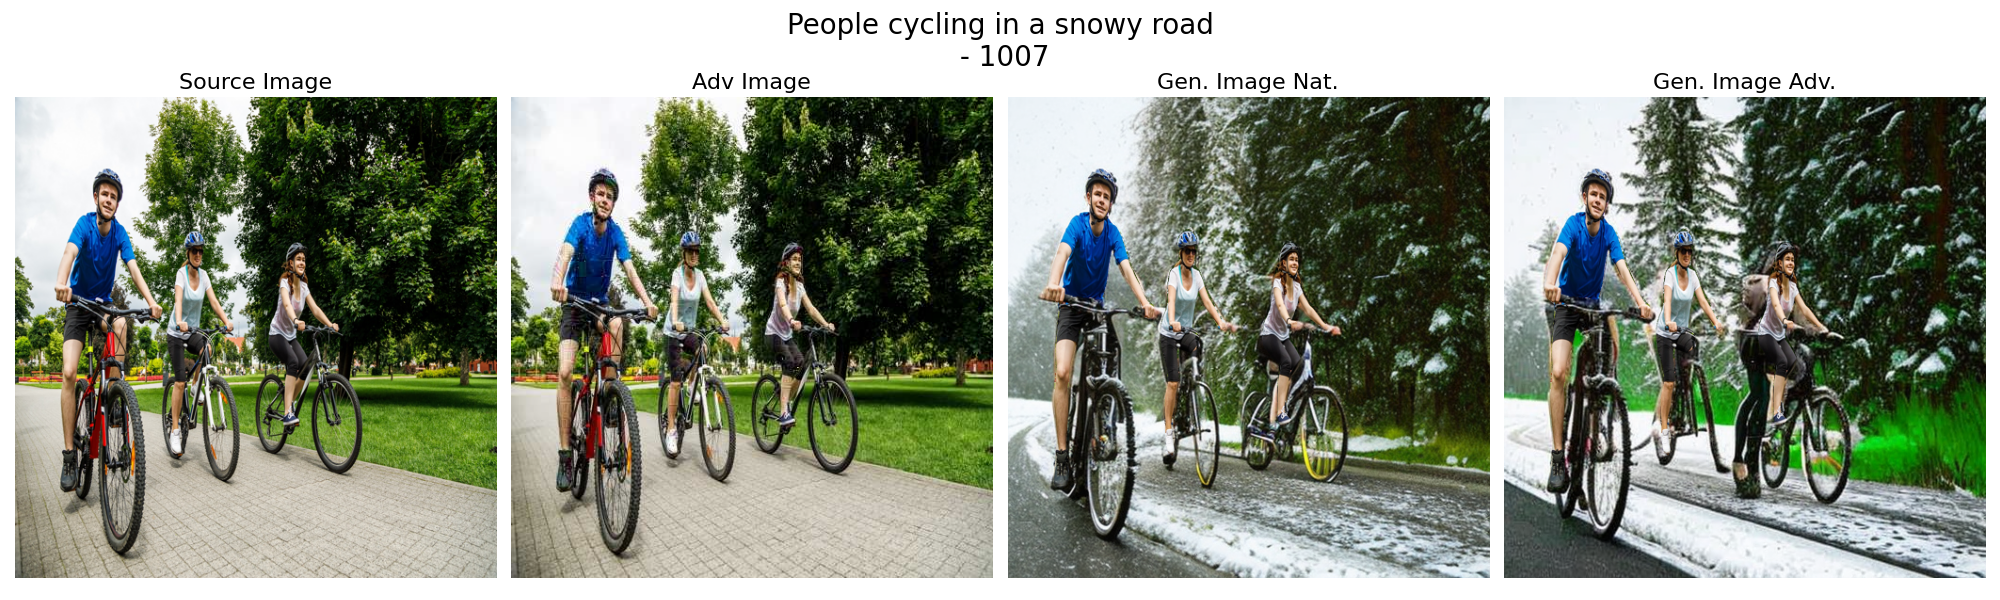 People cycling in a snowy road
- 1007
Source Image
Adv Image
Gen. Image Nat.
Gen. Image Adv.